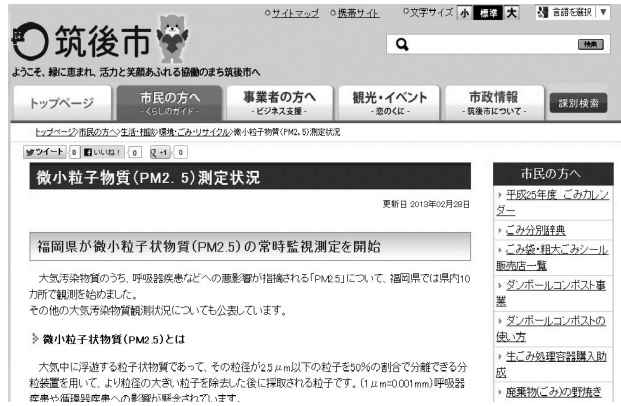 サイトマップ 携帯サイト 文字サイズ 小 標準 大 言語を選択 ▼
筑後市
検索
ようこそ、緑に恵まれ、活力と笑顔あふれる協働のまち筑後市へ
トップページ 市民の方へ 事業者の方へ 観光・イベント 市政情報 課別検索
-くらしのガイド- -ビジネス支援- -恋のくに- -筑後市について-
トップページ>市民の方へ>生活・相談>環境・ごみ・リサイクル>微小粒子物質(PM2.5)測定状況
ツイート 0 いいね! 0 +1 0
微小粒子物質(PM2.5)測定状況
更新日 2013年02月28日
福岡県が微小粒子状物質(PM2.5)の常時監視測定を開始
大気汚染物質のうち、呼吸器疾患などへの悪影響が指摘される「PM2.5」について、福岡県では県内10
カ所で観測を始めました。
その他の大気汚染物質観測状況についても公表しています。
微小粒子状物質(PM2.5)とは
大気中に浮遊する粒子状物質であって、その粒径が2.5μm以下の粒子を50%の割合で分離できる分
粒装置を用いて、より粒径の大きい粒子を除去した後に採取される粒子です。(1μm=0.001mm)呼吸器
疾患や循環器疾患への影響が懸念されています。
市民の方へ
平成25年度 ごみカレン
ダー
ごみ分別辞典
ごみ袋・粗大ごみシール
販売店一覧
ダンボールコンポスト事
業
ダンボールコンポストの
使い方
生ごみ処理容器購入助
成
廃棄物(ごみ)の野焼き